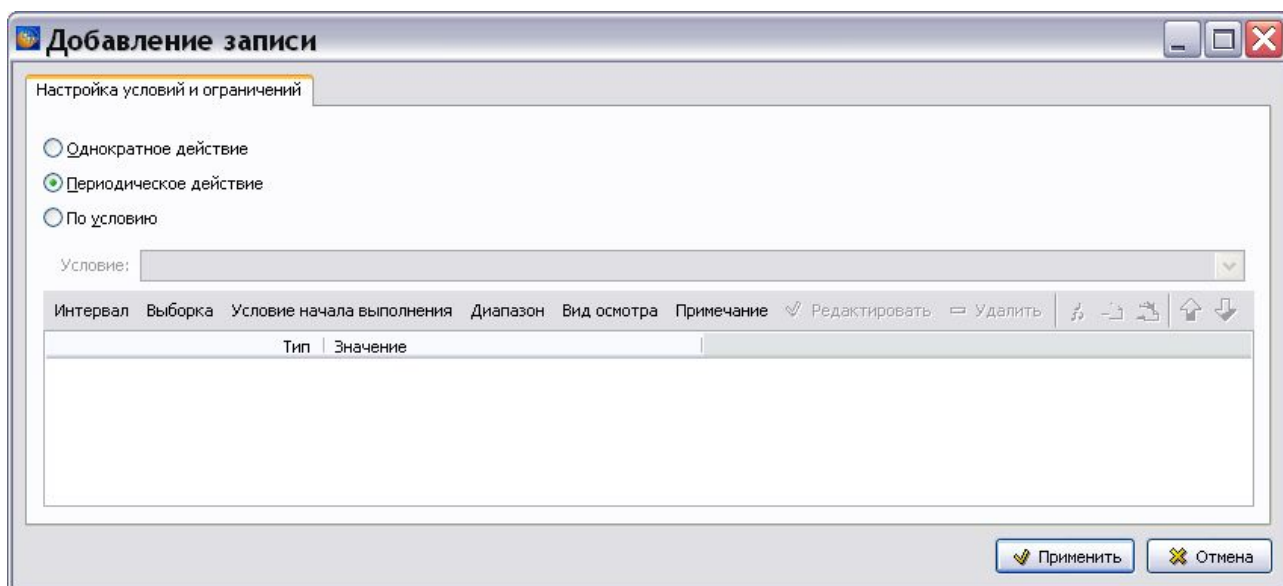 Добавление записи
Настройка условий и ограничений
Однократное действие
Периодическое действие
По условию
Условие:
Интервал Выборка Условие начала выполнения Диапазон Вид осмотра Примечание Редактировать Удалить
Тип Значение
Применить Отмена